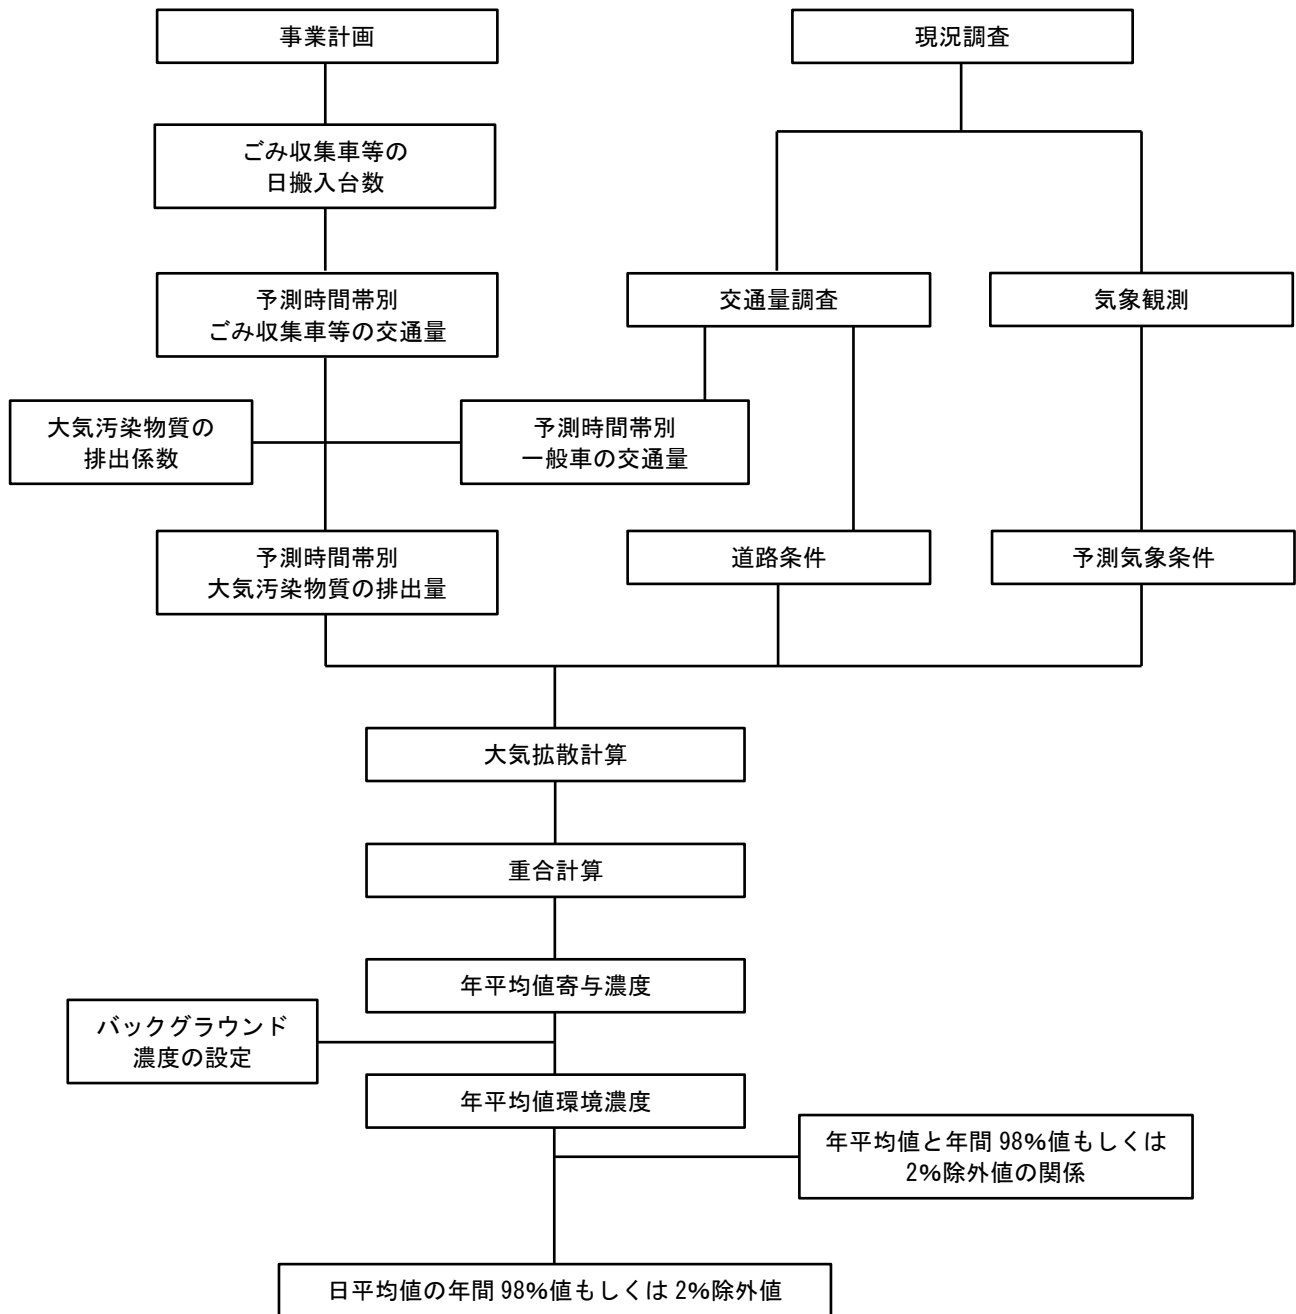 事業計画
現況調査
ごみ収集車等の
日搬入台数
予測時間帯別
ごみ収集車等の交通量
交通量調査
気象観測
大気汚染物質の
排出係数
予測時間帯別
一般車の交通量
予測時間帯別
大気汚染物質の排出量
道路条件
予測気象条件
大気拡散計算
重合計算
年平均値寄与濃度
バックグラウンド
濃度の設定
年平均値環境濃度
年平均値と年間 98%値もしくは
2%除外値の関係
日平均値の年間 98%値もしくは 2%除外値